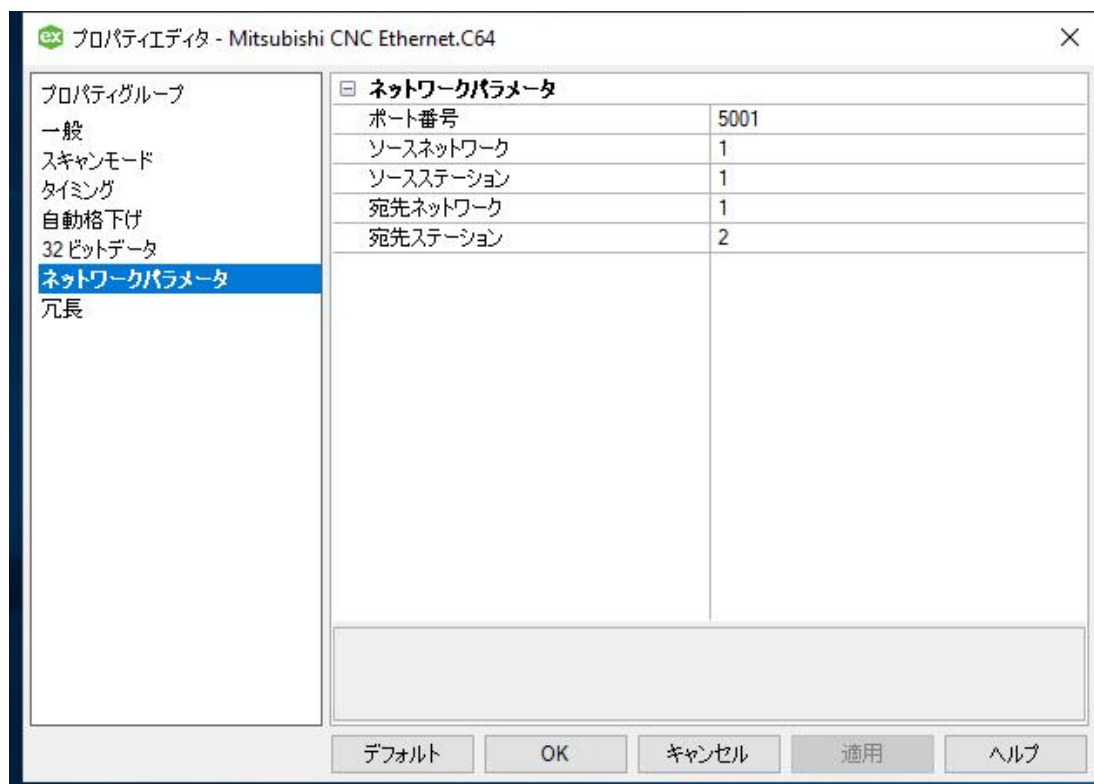 ex プロパティエディタ - Mitsubishi CNC Ethernet.C64
プロパティグループ
一般
スキャンモード
タイミング
自動格下げ
32 ビットデータ
ネットワークパラメータ
冗長
ネットワークパラメータ
ポート番号 5001
ソースネットワーク 1
ソースステーション 1
宛先ネットワーク 1
宛先ステーション 2
デフォルト OK キャンセル 適用 ヘルプ